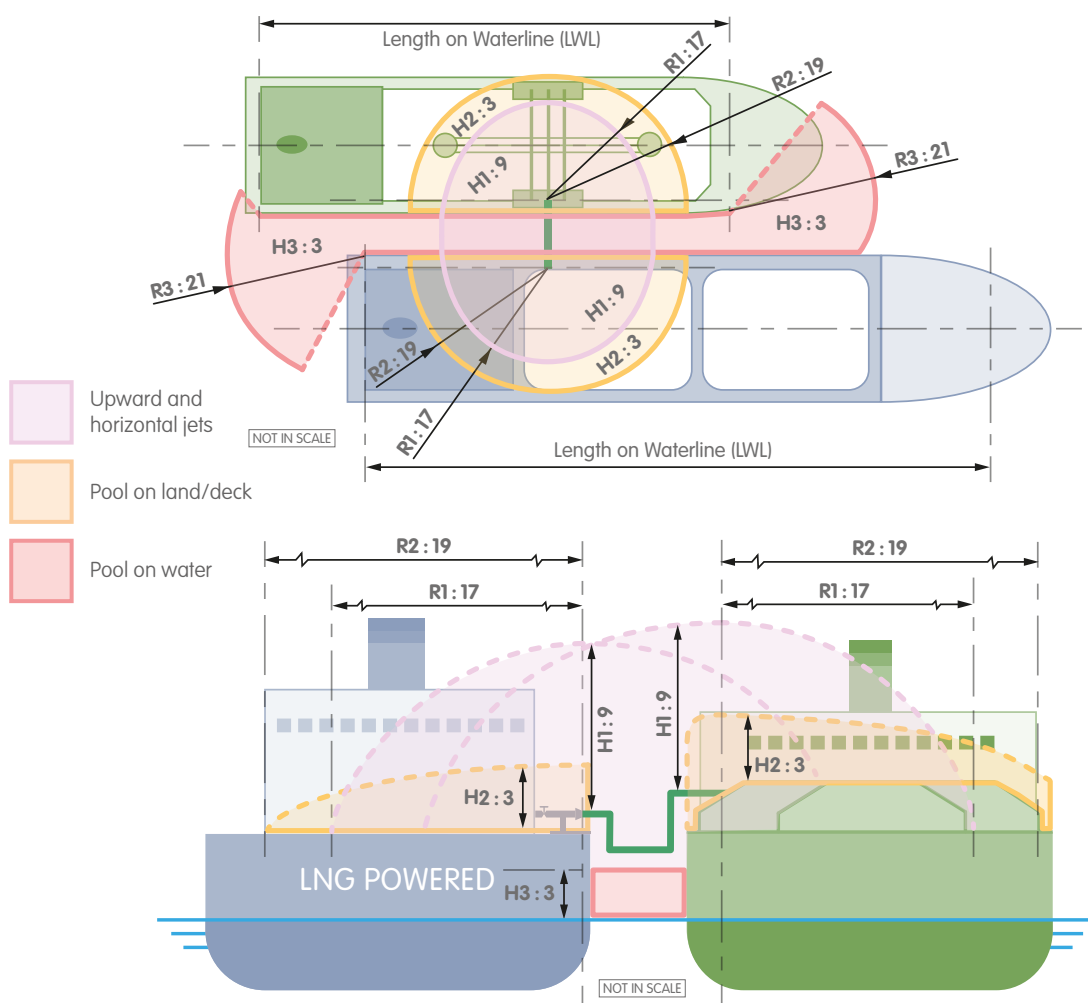 Length on Waterline (LWL)
R1:17
R2:19
H2:3
H1:9
R3:21
H3:3
H3:3
R3:21
H1:9
R2:19
H2:3
R1:17
Upward and
horizontal jets
NOT IN SCALE
Length on Waterline (LWL)
Pool on land/deck
Pool on water
R2:19
R2:19
R1:17
R1:17
H1:9
H1:9
H2:3
H2:3
LNG POWERED
H3:3
NOT IN SCALE